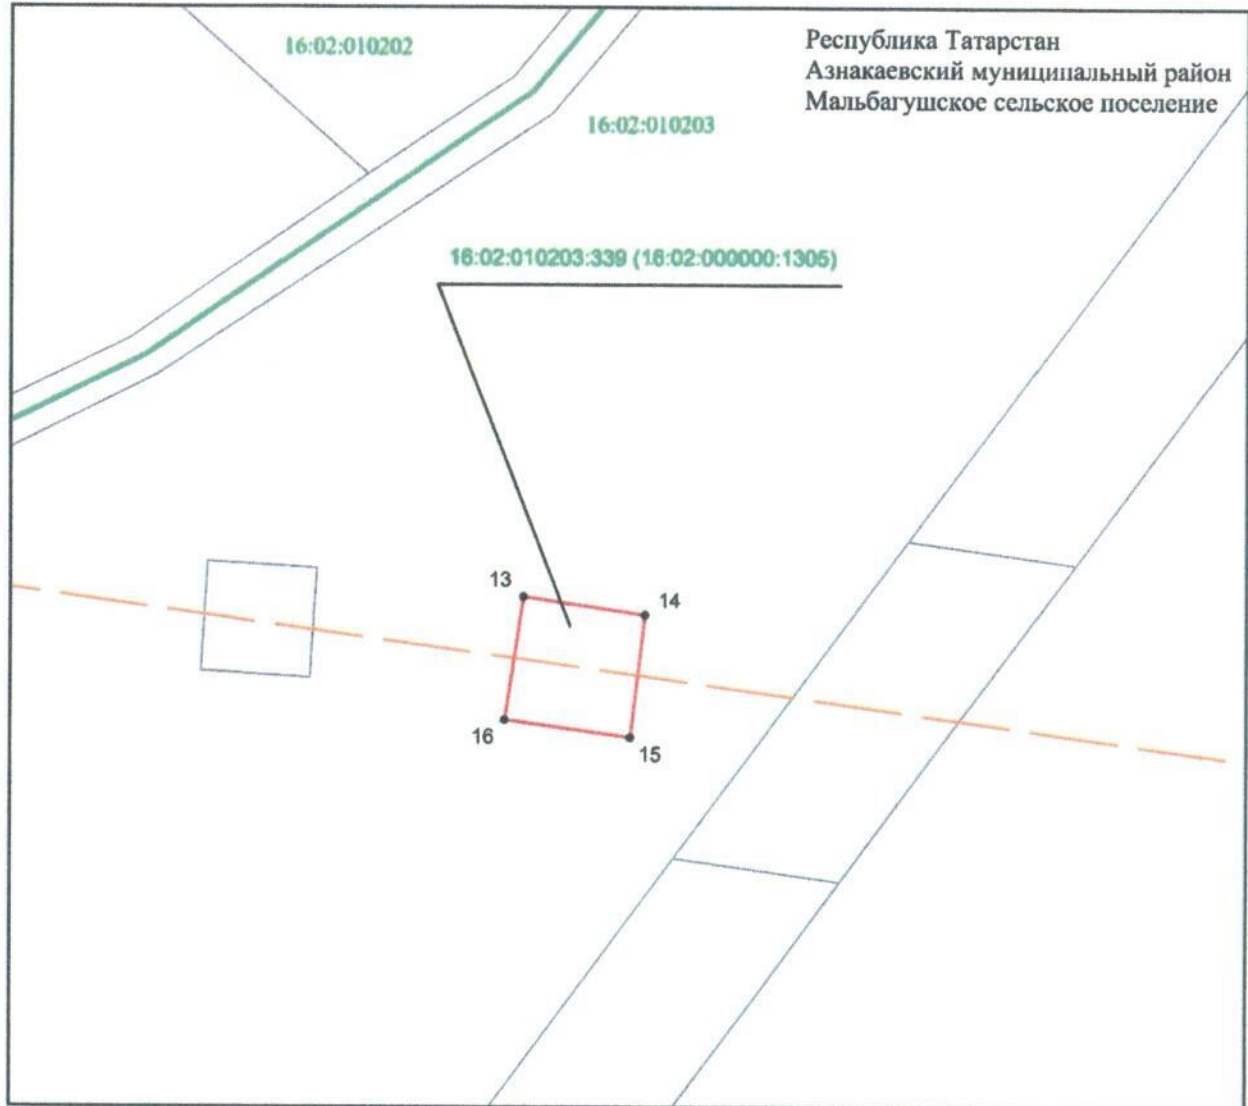 16:02:010202
Республика Татарстан
Азнакаевский муниципальный район
Мальбагушское сельское поселение
16:02:010203
16:02:010203:339 (16:02:000000:1305)
13
14
16
15